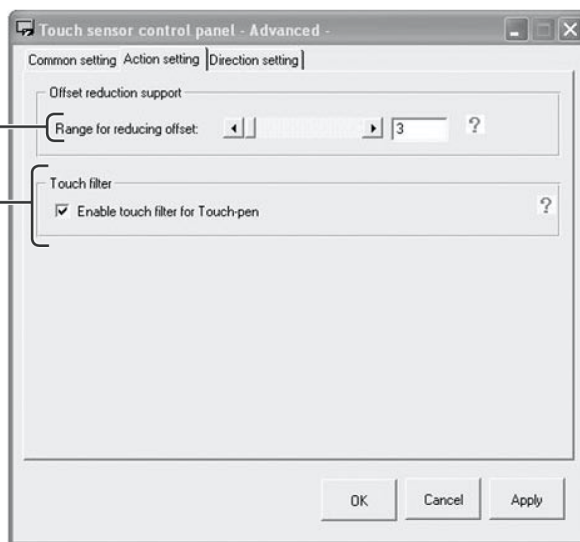 Touch sensor control panel - Advanced -
Common setting Action setting Direction setting
Offset reduction support
Range for reducing offset: 3 ?
Touch filter
Enable touch filter for Touch-pen ?
OK Cancel Apply